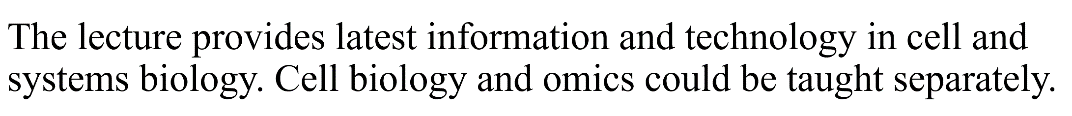 The lecture provides latest information and technology in cell and
systems biology. Cell biology and omics could be taught separately.